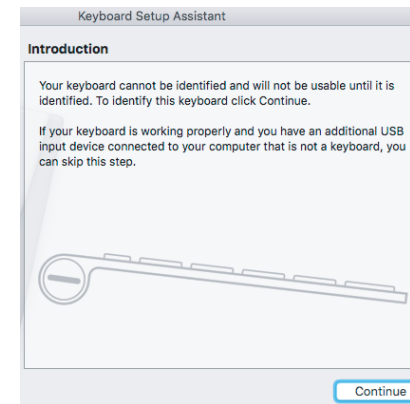 Keyboard Setup Assistant
Introduction
Your keyboard cannot be identified and will not be usable until it is
identified. To identify this keyboard click Continue.
If your keyboard is working properly and you have an additional USB
input device connected to your computer that is not a keyboard, you
can skip this step.
Continue